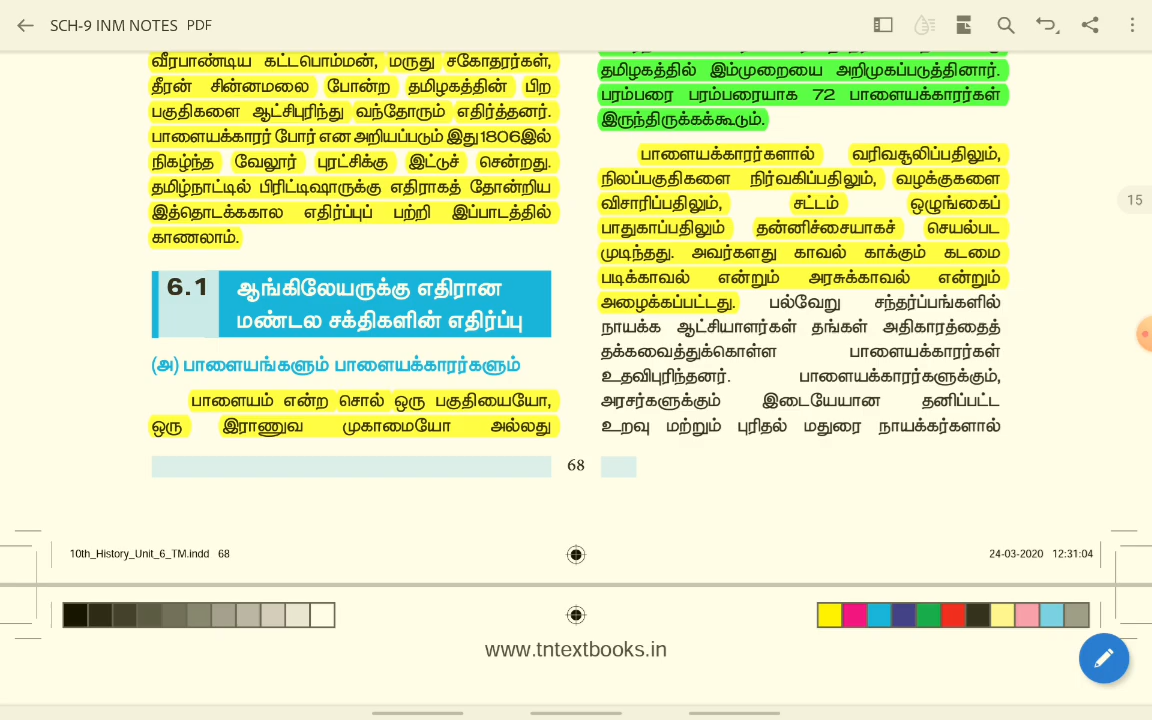 SCH-9 INM NOTES PDF
வீரபாண்டிய கட்டபொம்மன், மருது சகோதரர்கள்,
தீரன் சின்னமலை போன்ற தமிழகத்தின் பிற
பகுதிகளை ஆட்சிபுரிந்து வந்தோரும் எதிர்த்தனர்.
பாளையக்காரர் போர் என அறியப்படும் இது 1806இல்
நிகழ்ந்த வேலூர் புரட்சிக்கு இட்டுச் சென்றது.
தமிழ்நாட்டில் பிரிட்டிஷாருக்கு எதிராகத் தோன்றிய
இத்தொடக்ககால எதிர்ப்புப் பற்றி இப்பாடத்தில்
காணலாம்.
6.1 ஆங்கிலேயருக்கு எதிரான
மண்டல சக்திகளின் எதிர்ப்பு
(அ) பாளையங்களும் பாளையக்காரர்களும்
பாளையம் என்ற சொல் ஒரு பகுதியையோ,
ஒரு இராணுவ முகாமையோ அல்லது
தமிழகத்தில் இம்முறையை அறிமுகப்படுத்தினார்.
பரம்பரை பரம்பரையாக 72 பாளையக்காரர்கள்
இருந்திருக்கக்கூடும்.
பாளையக்காரர்களால் வரிவசூலிப்பதிலும்,
நிலப்பகுதிகளை நிர்வகிப்பதிலும், வழக்குகளை
விசாரிப்பதிலும், சட்டம் ஒழுங்கைப்
பாதுகாப்பதிலும் தன்னிச்சையாகச் செயல்பட
முடிந்தது. அவர்களது காவல் காக்கும் கடமை
படிக்காவல் என்றும் அரசுக்காவல் என்றும்
அழைக்கப்பட்டது. பல்வேறு சந்தர்ப்பங்களில்
நாயக்க ஆட்சியாளர்கள் தங்கள் அதிகாரத்தைத்
தக்கவைத்துக்கொள்ள பாளையக்காரர்கள்
உதவிபுரிந்தனர். பாளையக்காரர்களுக்கும்,
அரசர்களுக்கும் இடையேயான தனிப்பட்ட
உறவு மற்றும் புரிதல் மதுரை நாயக்கர்களால்
15
68
10th_History_Unit_6_TM.indd 68
24-03-2020 12:31:04
www.tntextbooks.in